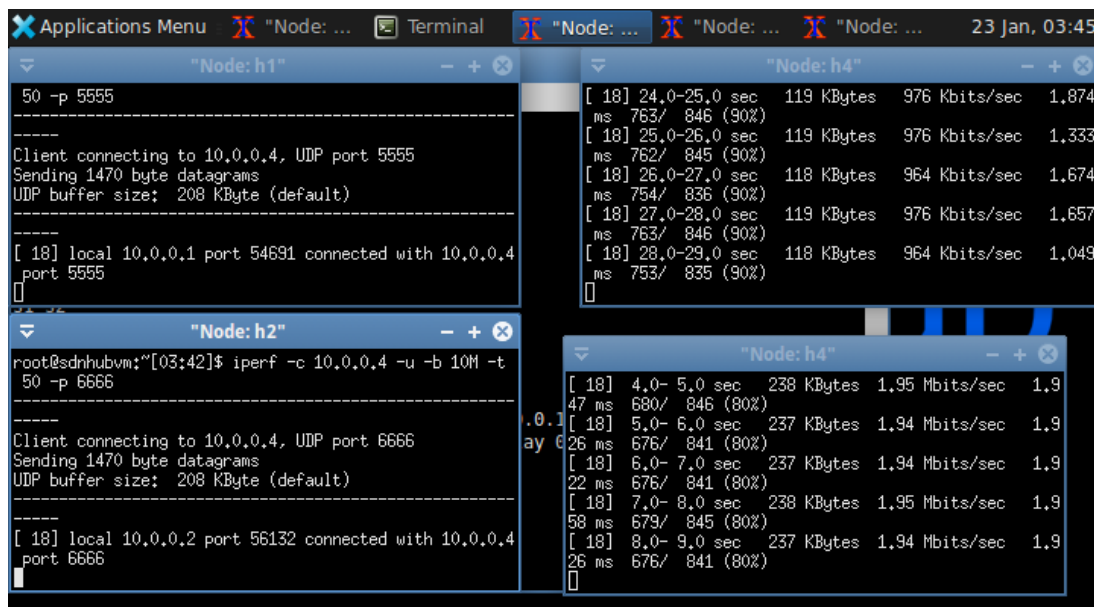 Applications Menu "Node: ... Terminal "Node: ... "Node: ... "Node: ... 23 Jan, 03:45
"Node: h1"
50 -p 5555
------------------------------------------------------------
-----
Client connecting to 10.0.0.4, UDP port 5555
Sending 1470 byte datagrams
UDP buffer size:  208 KByte (default)
------------------------------------------------------------
-----
[ 18] local 10.0.0.1 port 54691 connected with 10.0.0.4
port 5555
"Node: h4"
[ 18] 24.0-25.0 sec   119 KBytes   976 Kbits/sec   1.874
ms  763/  846 (90%)
[ 18] 25.0-26.0 sec   119 KBytes   976 Kbits/sec   1.333
ms  762/  845 (90%)
[ 18] 26.0-27.0 sec   118 KBytes   964 Kbits/sec   1.674
ms  754/  836 (90%)
[ 18] 27.0-28.0 sec   119 KBytes   976 Kbits/sec   1.657
ms  763/  846 (90%)
[ 18] 28.0-29.0 sec   118 KBytes   964 Kbits/sec   1.049
ms  753/  835 (90%)
"Node: h2"
root@sdnhubvm:~[03:42]$ iperf -c 10.0.0.4 -u -b 10M -t
50 -p 6666
------------------------------------------------------------
-----
Client connecting to 10.0.0.4, UDP port 6666
Sending 1470 byte datagrams
UDP buffer size:  208 KByte (default)
------------------------------------------------------------
-----
[ 18] local 10.0.0.2 port 56132 connected with 10.0.0.4
port 6666
.0.1
ay 0
"Node: h4"
[ 18]  4.0- 5.0 sec   238 KBytes  1.95 Mbits/sec   1.9
47 ms  680/  846 (80%)
[ 18]  5.0- 6.0 sec   237 KBytes  1.94 Mbits/sec   1.9
26 ms  676/  841 (80%)
[ 18]  6.0- 7.0 sec   237 KBytes  1.94 Mbits/sec   1.9
22 ms  676/  841 (80%)
[ 18]  7.0- 8.0 sec   238 KBytes  1.95 Mbits/sec   1.9
58 ms  679/  845 (80%)
[ 18]  8.0- 9.0 sec   237 KBytes  1.94 Mbits/sec   1.9
26 ms  676/  841 (80%)